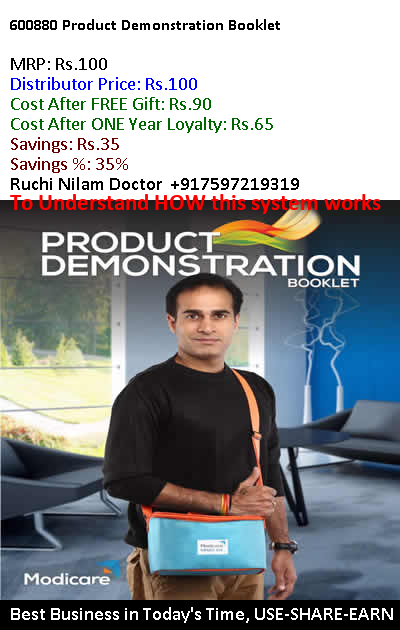 600880 Product Demonstration Booklet
MRP: Rs.100
Distributor Price: Rs.100
Cost After FREE Gift: Rs.90
Cost After ONE Year Loyalty: Rs.65
Savings: Rs.35
Savings %: 35%
Ruchi Nilam Doctor +917597219319
To Understand HOW this system works
PRODUCT
DEMONSTRATION
BOOKLET
Modicare
Modicare
Best Business in Today's Time, USE-SHARE-EARN